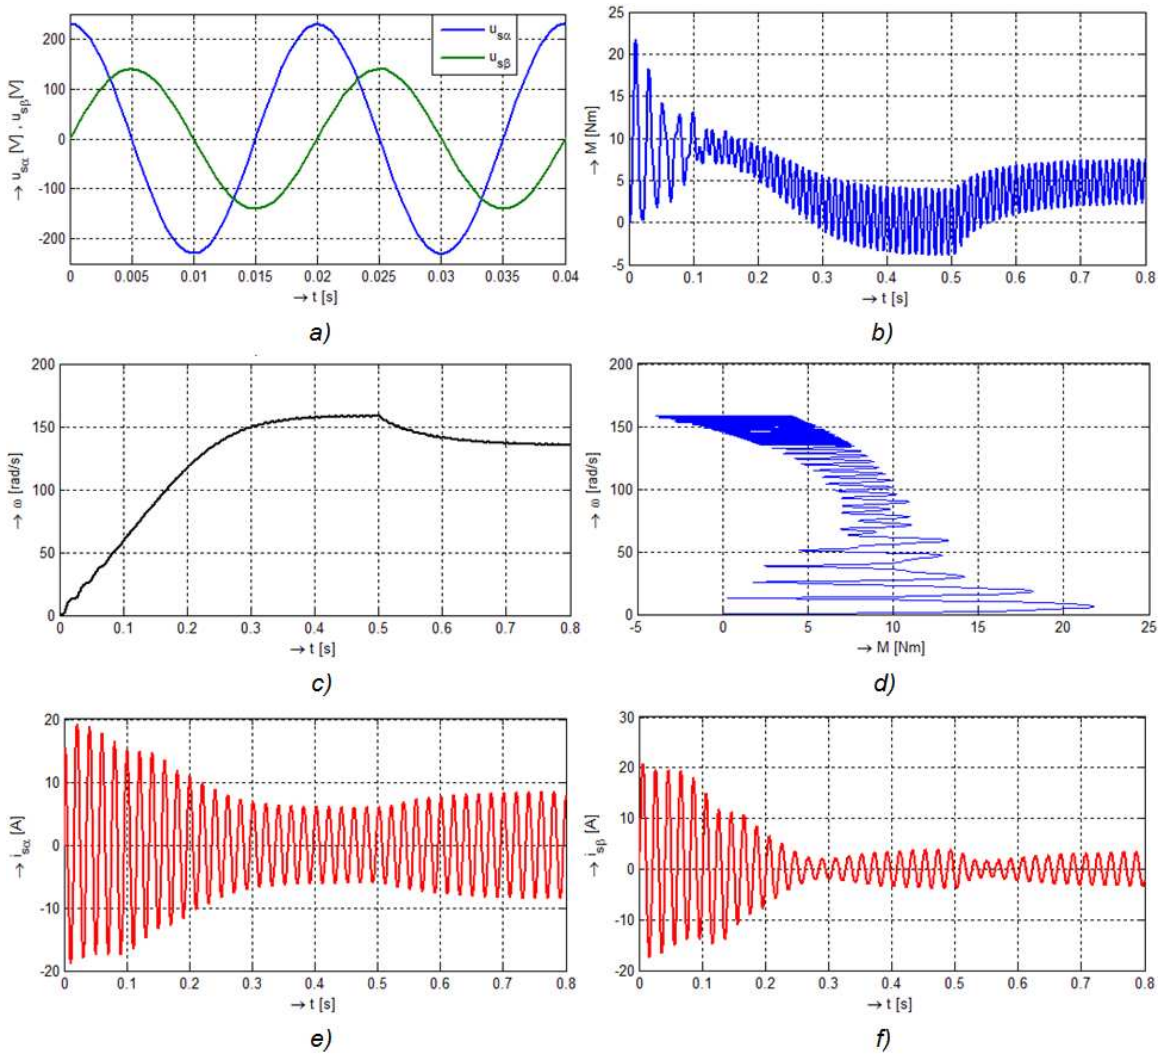 200
100
0
-100
-200
→ u_sα [V] , u_sβ [V]
u_sα
u_sβ
0 0.005 0.01 0.015 0.02 0.025 0.03 0.035 0.04
→ t [s]
a)
25
20
15
10
5
0
-5
→ M [Nm]
0 0.1 0.2 0.3 0.4 0.5 0.6 0.7 0.8
→ t [s]
b)
200
150
100
50
0
→ ω [rad/s]
0 0.1 0.2 0.3 0.4 0.5 0.6 0.7 0.8
→ t [s]
c)
200
150
100
50
0
→ ω [rad/s]
-5 0 5 10 15 20 25
→ M [Nm]
d)
20
10
0
-10
-20
→ i_sα [A]
0 0.1 0.2 0.3 0.4 0.5 0.6 0.7 0.8
→ t [s]
e)
30
20
10
0
-10
-20
→ i_sβ [A]
0 0.1 0.2 0.3 0.4 0.5 0.6 0.7 0.8
→ t [s]
f)